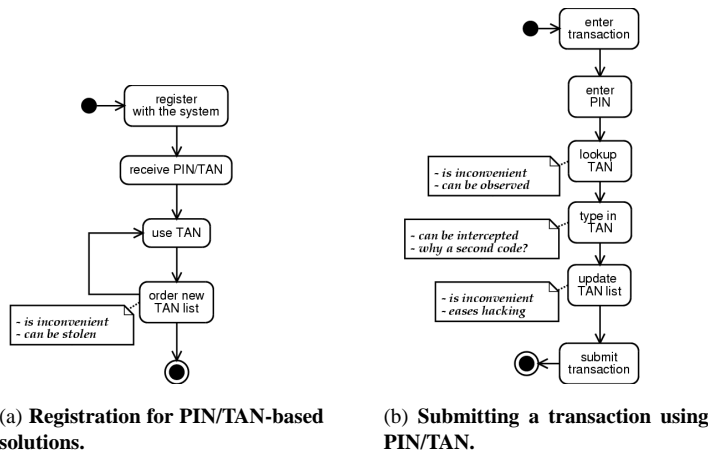 register
with the system
receive PIN/TAN
use TAN
order new
TAN list
- is inconvenient
- can be stolen
(a) Registration for PIN/TAN-based
solutions.
enter
transaction
enter
PIN
lookup
TAN
- is inconvenient
- can be observed
type in
TAN
- can be intercepted
- why a second code?
update
TAN list
- is inconvenient
- eases hacking
submit
transaction
(b) Submitting a transaction using
PIN/TAN.